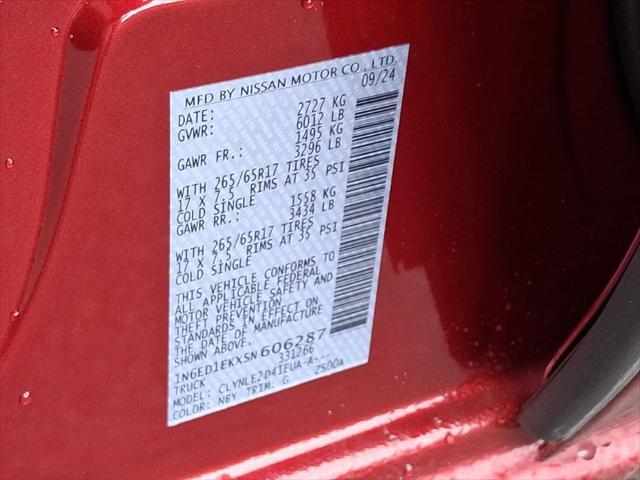 MFD BY NISSAN MOTOR CO., LTD.
DATE: 09/24
GVWR: 2727 KG
6012 LB
GAWR FR.: 1495 KG
3296 LB
WITH 265/65R17 TIRES
17 X 7.5 RIMS AT 35 PSI
COLD SINGLE
GAWR RR.: 1558 KG
3434 LB
WITH 265/65R17 TIRES
17 X 7.5 RIMS AT 35 PSI
COLD SINGLE
THIS VEHICLE CONFORMS TO
ALL APPLICABLE FEDERAL
MOTOR VEHICLE SAFETY AND
THEFT PREVENTION
STANDARDS IN EFFECT ON
THE DATE OF MANUFACTURE
SHOWN ABOVE.
1N6ED1EKXSN606287
TRUCK 331266
MODEL: CLYNLE2D41EUA-A-..
COLOR: NBY TRIM: G ZS00A